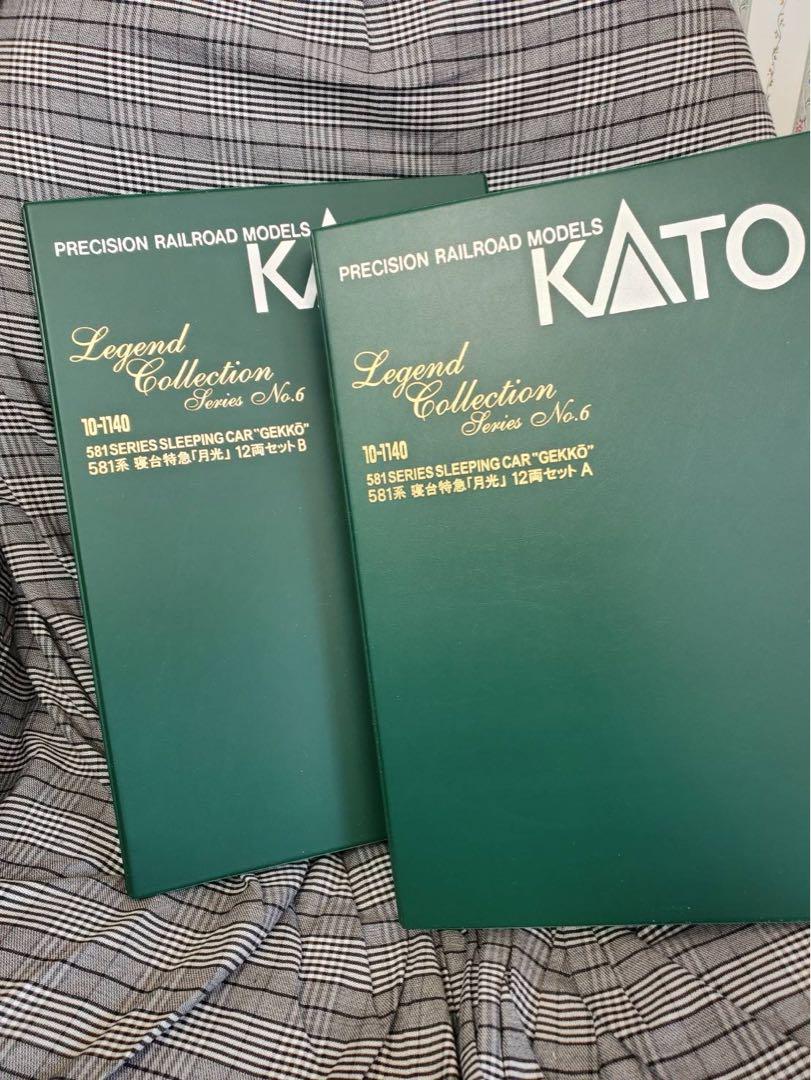 PRECISION RAILROAD MODELS
KA
Legend
Collection
Series No.6
10-1140
581 SERIES SLEEPING CAR "GEKKŌ"
581系 寝台特急「月光」 12両セット B
PRECISION RAILROAD MODELS
KATO
Legend
Collection
Series No.6
10-1140
581 SERIES SLEEPING CAR "GEKKŌ"
581系 寝台特急「月光」 12両セット A